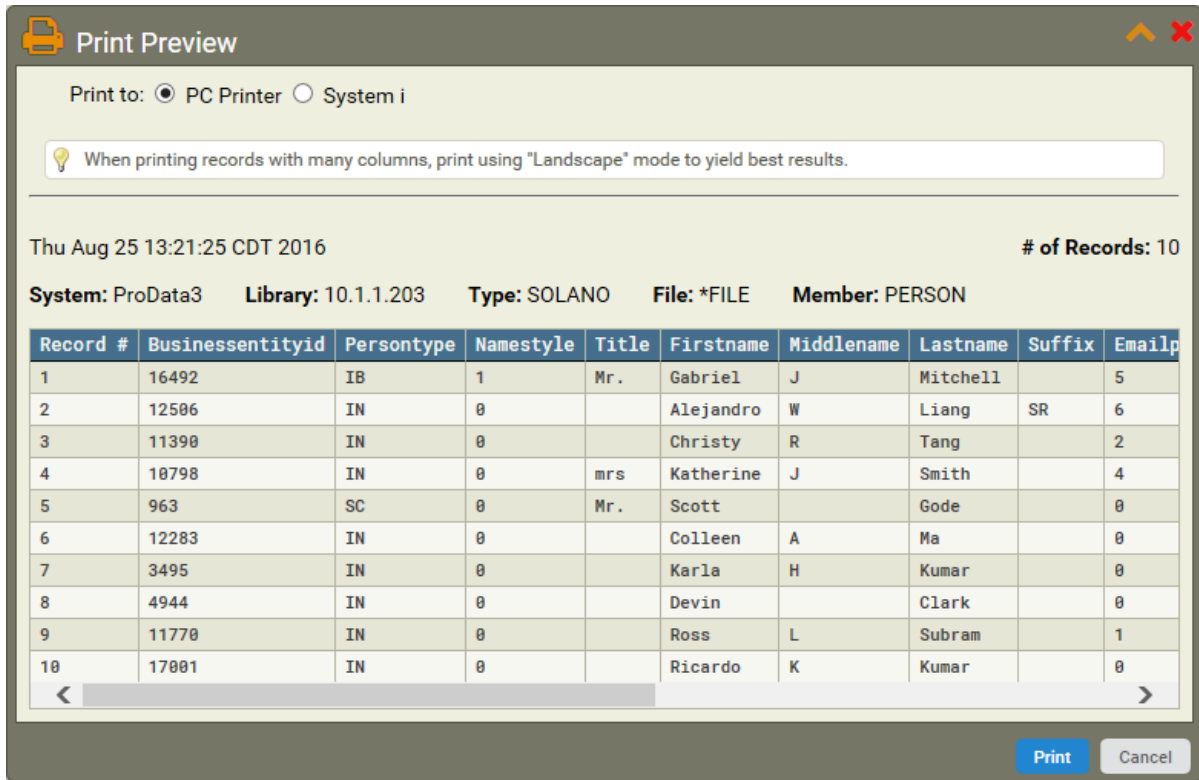 Print Preview
Print to: PC Printer System i
When printing records with many columns, print using "Landscape" mode to yield best results.
Thu Aug 25 13:21:25 CDT 2016 # of Records: 10
System: ProData3 Library: 10.1.1.203 Type: SOLANO File: *FILE Member: PERSON
Record # Businessentityid Persontype Namestyle Title Firstname Middlename Lastname Suffix Emailp
1 16492 IB 1 Mr. Gabriel J Mitchell 5
2 12506 IN 0 Alejandro W Liang SR 6
3 11390 IN 0 Christy R Tang 2
4 10798 IN 0 mrs Katherine J Smith 4
5 963 SC 0 Mr. Scott Gode 0
6 12283 IN 0 Colleen A Ma 0
7 3495 IN 0 Karla H Kumar 0
8 4944 IN 0 Devin Clark 0
9 11770 IN 0 Ross L Subram 1
10 17001 IN 0 Ricardo K Kumar 0
Print Cancel